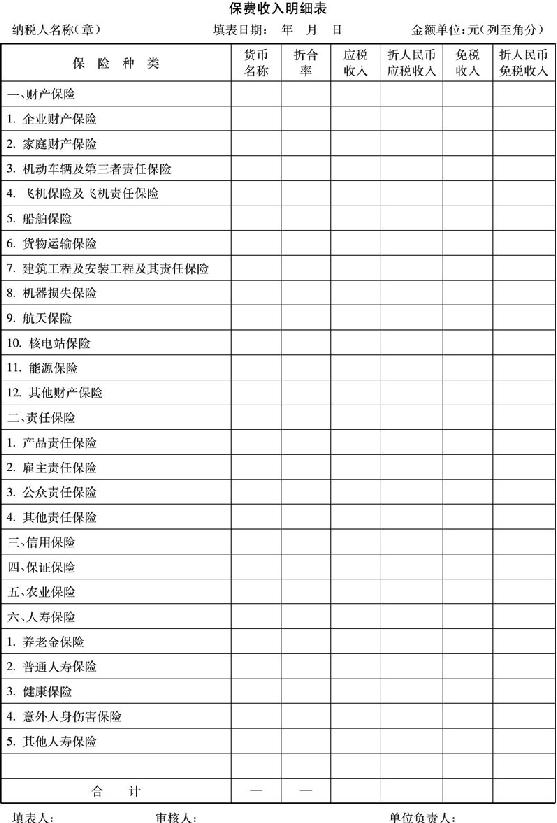 保费收入明细表
纳税人名称(章) 填表日期: 年 月 日 金额单位:元(列至角分)
保 险 种 类 货币名称 折合率 应税收入 折人民币应税收入 免税收入 折人民币免税收入
一、财产保险
1. 企业财产保险
2. 家庭财产保险
3. 机动车辆及第三者责任保险
4. 飞机保险及飞机责任保险
5. 船舶保险
6. 货物运输保险
7. 建筑工程及安装工程及其责任保险
8. 机器损失保险
9. 航天保险
10. 核电站保险
11. 能源保险
12. 其他财产保险
二、责任保险
1. 产品责任保险
2. 雇主责任保险
3. 公众责任保险
4. 其他责任保险
三、信用保险
四、保证保险
五、农业保险
六、人寿保险
1. 养老金保险
2. 普通人寿保险
3. 健康保险
4. 意外人身伤害保险
5. 其他人寿保险
合 计 — —
填表人: 审核人: 单位负责人: